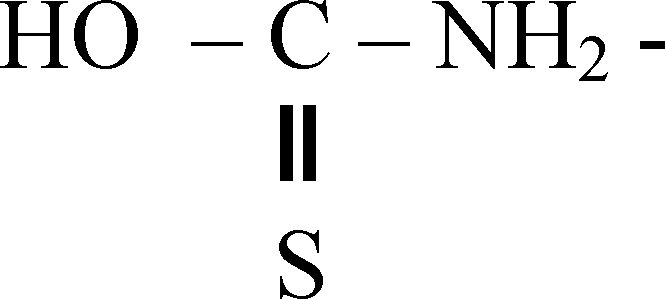 HO – C – NH₂ -
||
S